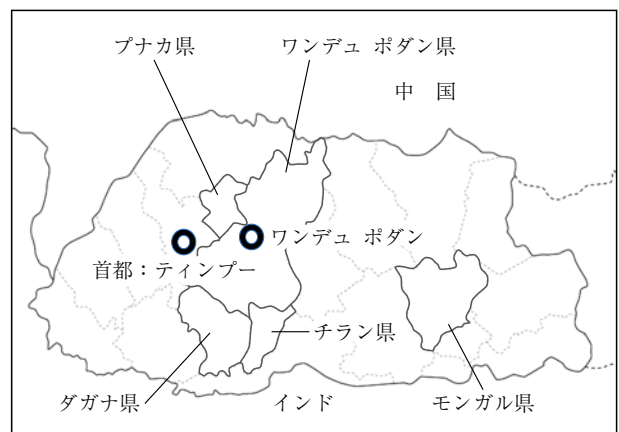 プナカ県
ワンデュ ポダン県
中 国
ワンデュ ポダン
首都：ティンプー
チラン県
ダガナ県
インド
モンガル県